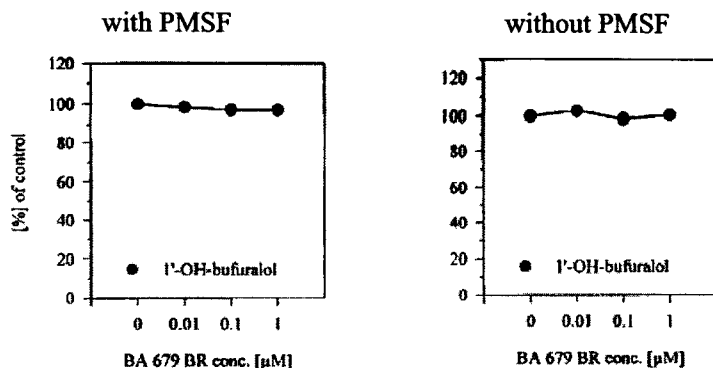 with PMSF
without PMSF
[%] of control
120
100
80
60
40
20
0
1'-OH-bufuralol
0 0.01 0.1 1
BA 679 BR conc. [µM]
120
100
80
60
40
20
0
1'-OH-bufuralol
0 0.01 0.1 1
BA 679 BR conc. [µM]